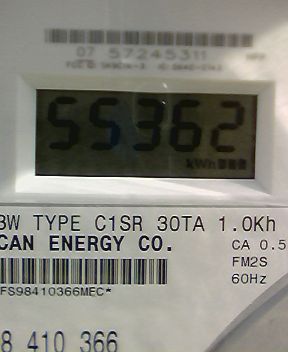 07 57245311
55362
kWh
3W TYPE C1SR 30TA 1.0Kh
CAN ENERGY CO.
CA 0.5
FM2S
60Hz
FS98410366MEC*
8 410 366